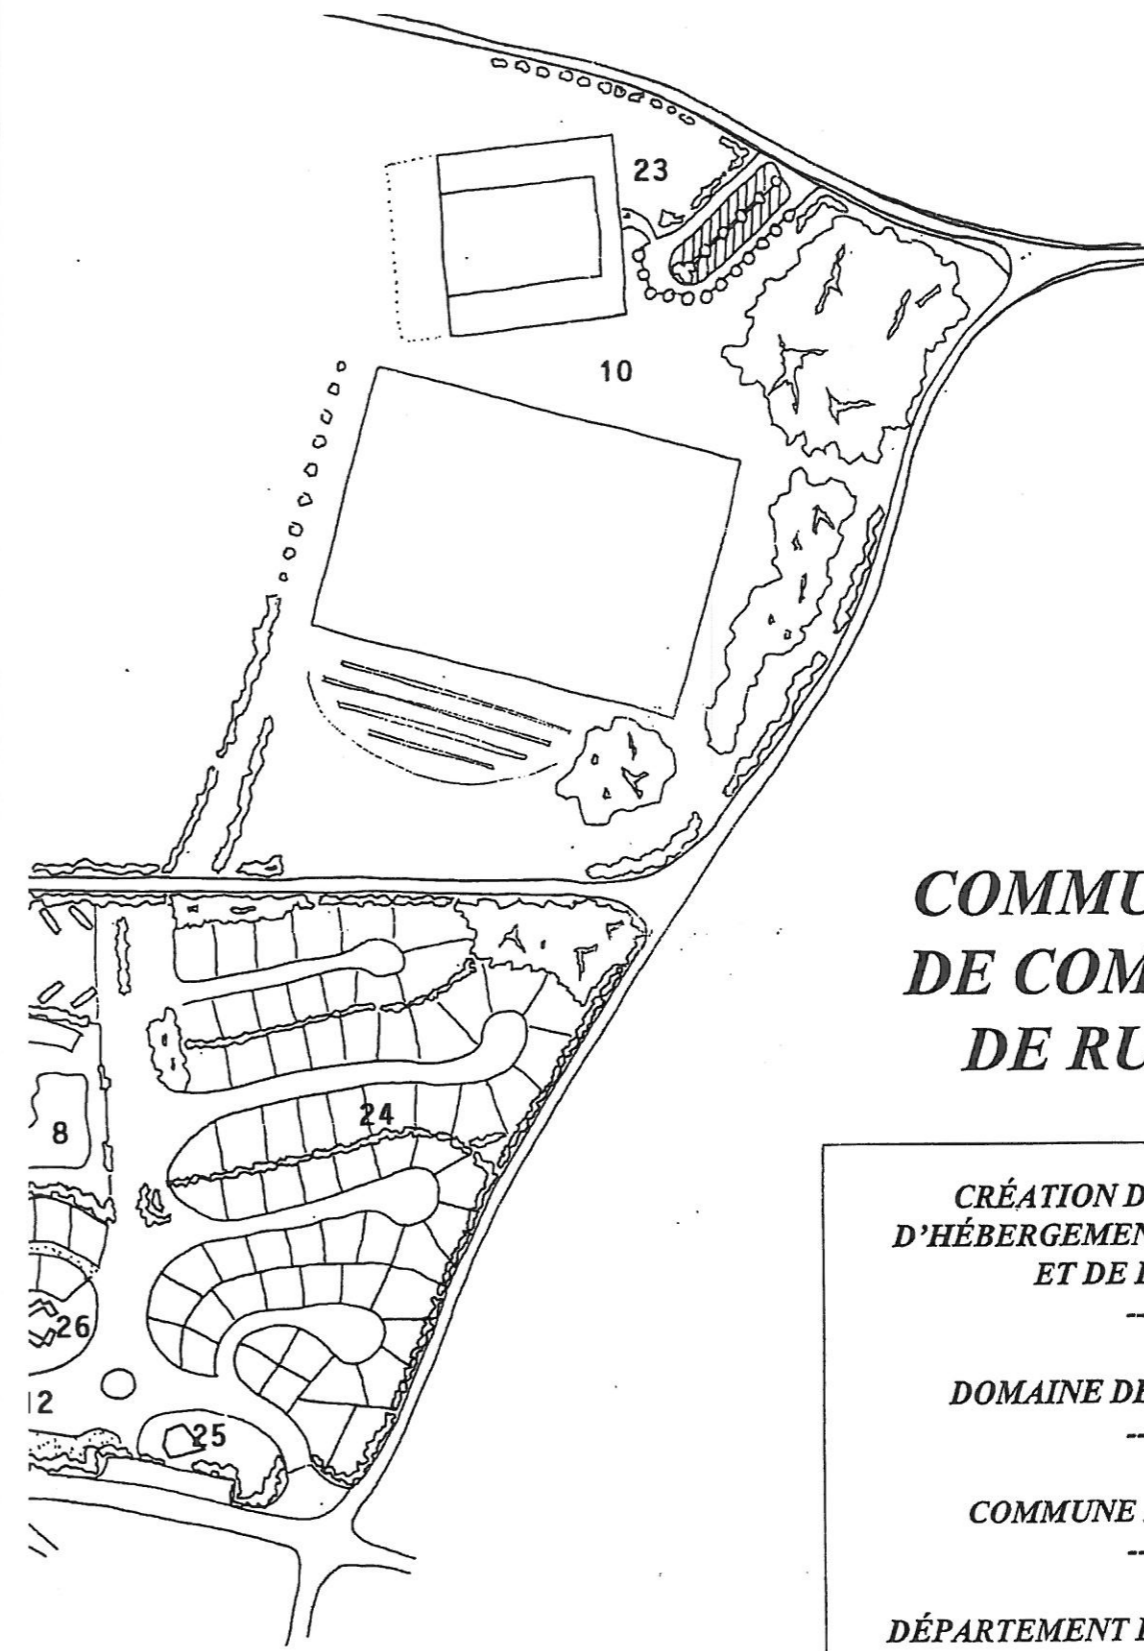 23
10
COMMU
DE COM
DE RU
24
8
CRÉATION D
D'HÉBERGEMEN
ET DE
26
--
12
DOMAINE DE
25
--
COMMUNE
--
DÉPARTEMENT